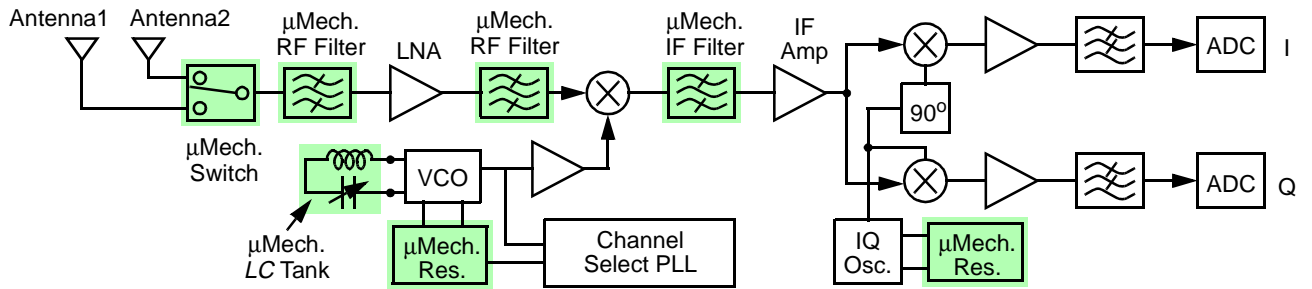 Antenna1
Antenna2
μMech.
RF Filter
LNA
μMech.
RF Filter
μMech.
IF Filter
IF
Amp
ADC
I
90o
μMech.
Switch
VCO
μMech.
LC Tank
μMech.
Res.
Channel
Select PLL
IQ
Osc.
μMech.
Res.
ADC
Q